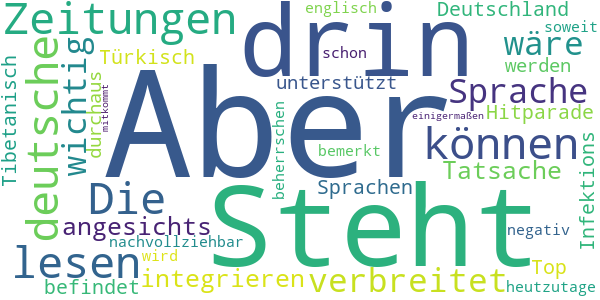 englisch
Deutschland
Zeitungen
drin
soweit
wäre
Türkisch
schon
werden
deutsche
wichtig
Tibetanisch
durchaus
mitkommt
Aber
unterstützt
Sprache
Hitparade
einigermaßen
können
beherrschen
bemerkt
Tatsache
Infektions
Die
Sprachen
Steht
angesichts
nachvollziehbar
negativ
lesen
wird
integrieren
verbreitet
Top
befindet
heutzutage